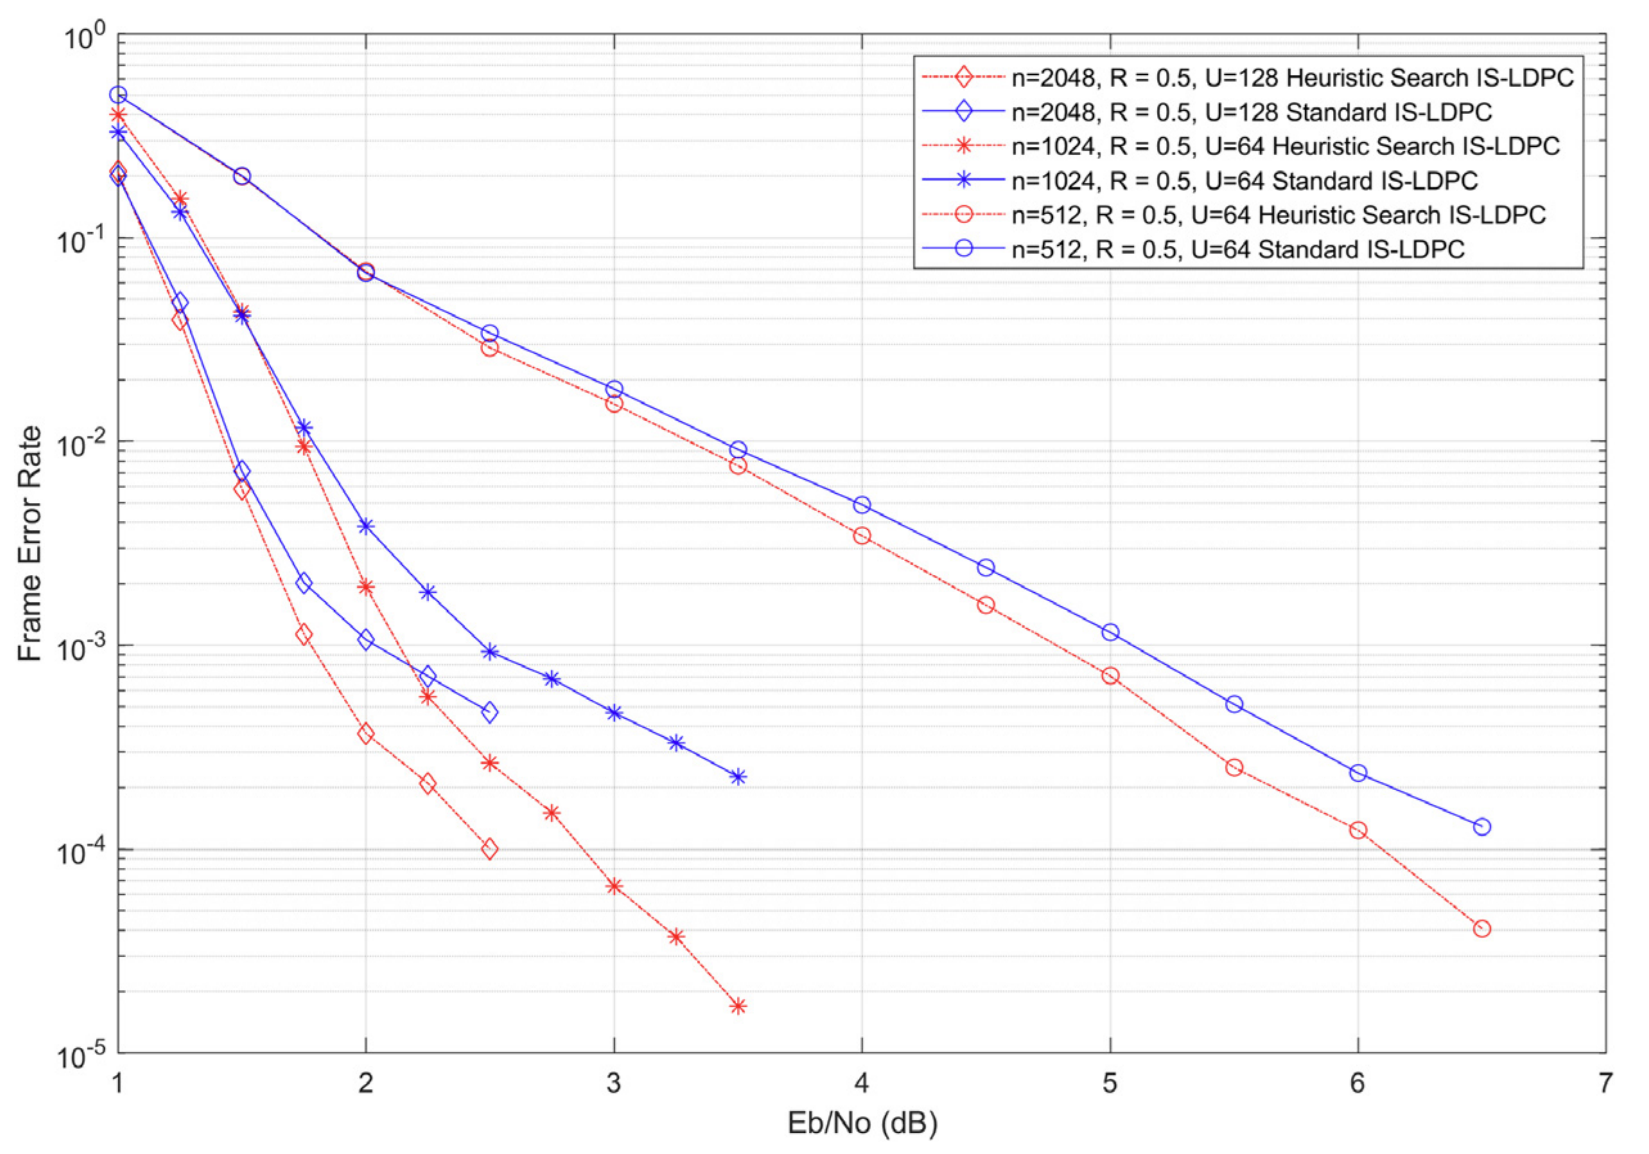 10^0
n=2048, R = 0.5, U=128 Heuristic Search IS-LDPC
n=2048, R = 0.5, U=128 Standard IS-LDPC
n=1024, R = 0.5, U=64 Heuristic Search IS-LDPC
n=1024, R = 0.5, U=64 Standard IS-LDPC
n=512, R = 0.5, U=64 Heuristic Search IS-LDPC
n=512, R = 0.5, U=64 Standard IS-LDPC
10^-1
10^-2
Frame Error Rate
10^-3
10^-4
10^-5
1 2 3 4 5 6 7
Eb/No (dB)